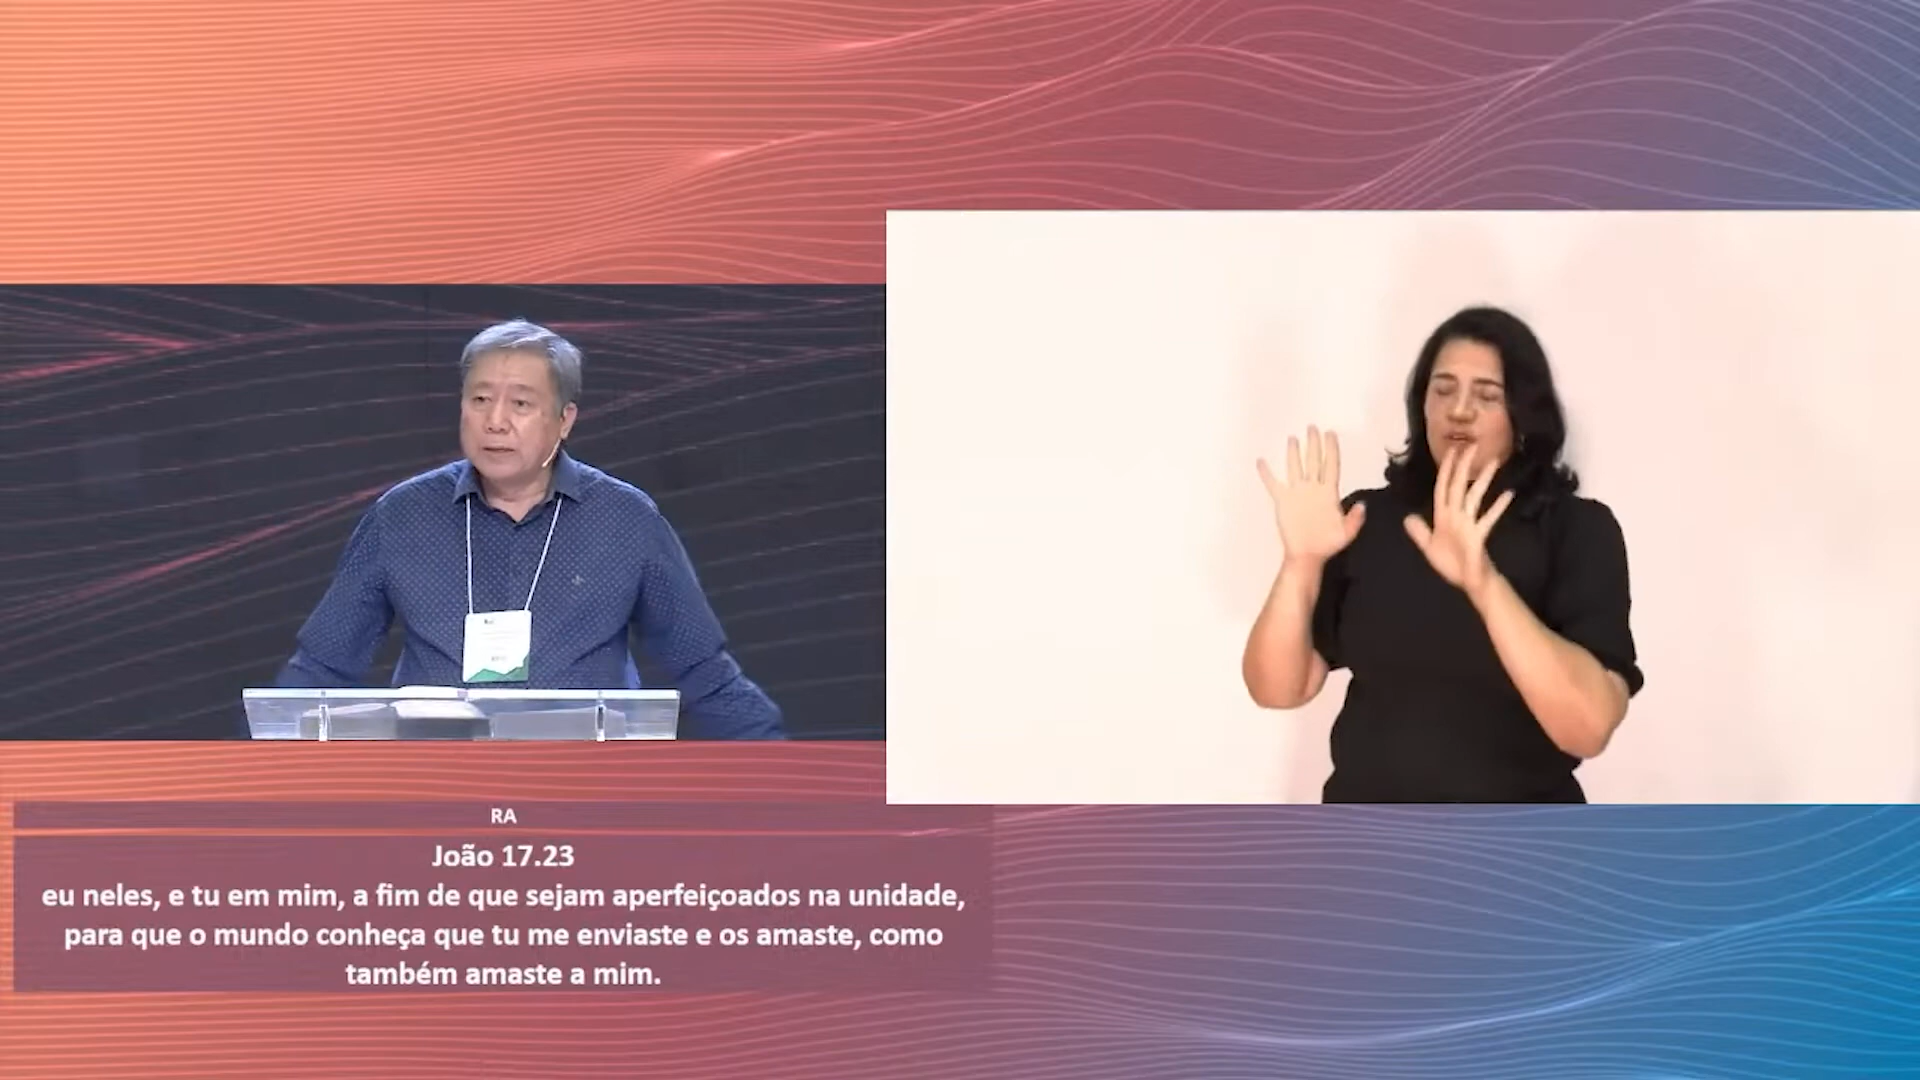 RA
João 17.23
eu neles, e tu em mim, a fim de que sejam aperfeiçoados na unidade,
para que o mundo conheça que tu me enviaste e os amaste, como
também amaste a mim.